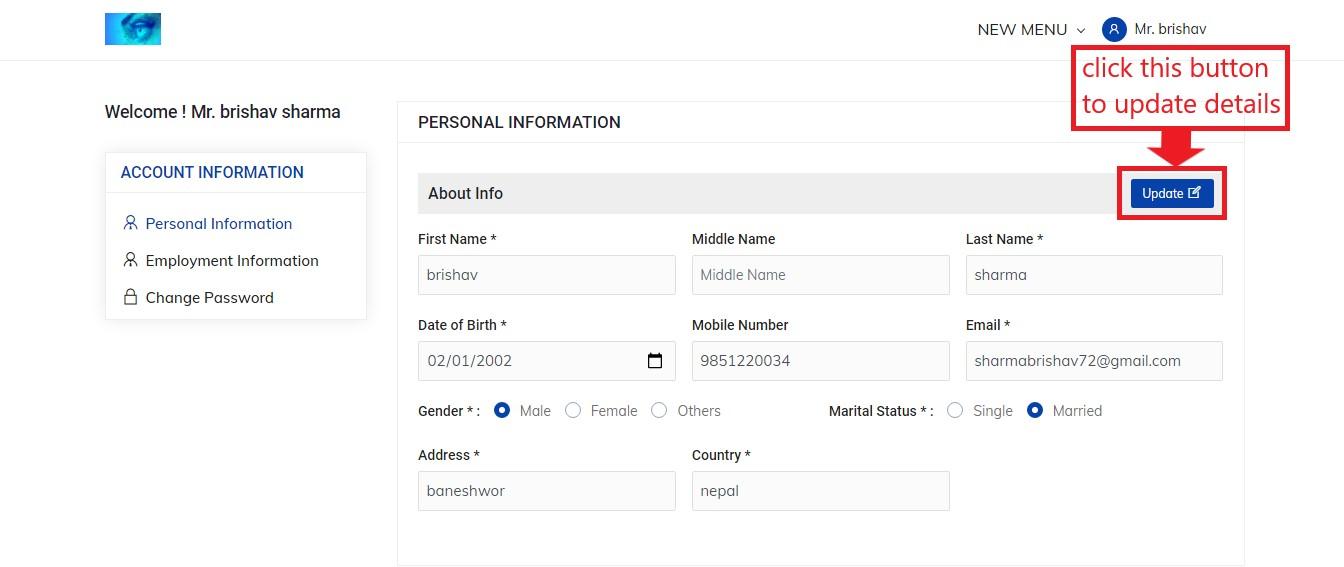 NEW MENU
Mr. brishav
click this button
to update details
Welcome ! Mr. brishav sharma
ACCOUNT INFORMATION
Personal Information
Employment Information
Change Password
PERSONAL INFORMATION
About Info
Update
First Name *
Middle Name
Last Name *
brishav
Middle Name
sharma
Date of Birth *
Mobile Number
Email *
02/01/2002
9851220034
sharmabrishav72@gmail.com
Gender * : Male Female Others
Marital Status * : Single Married
Address *
Country *
baneshwor
nepal